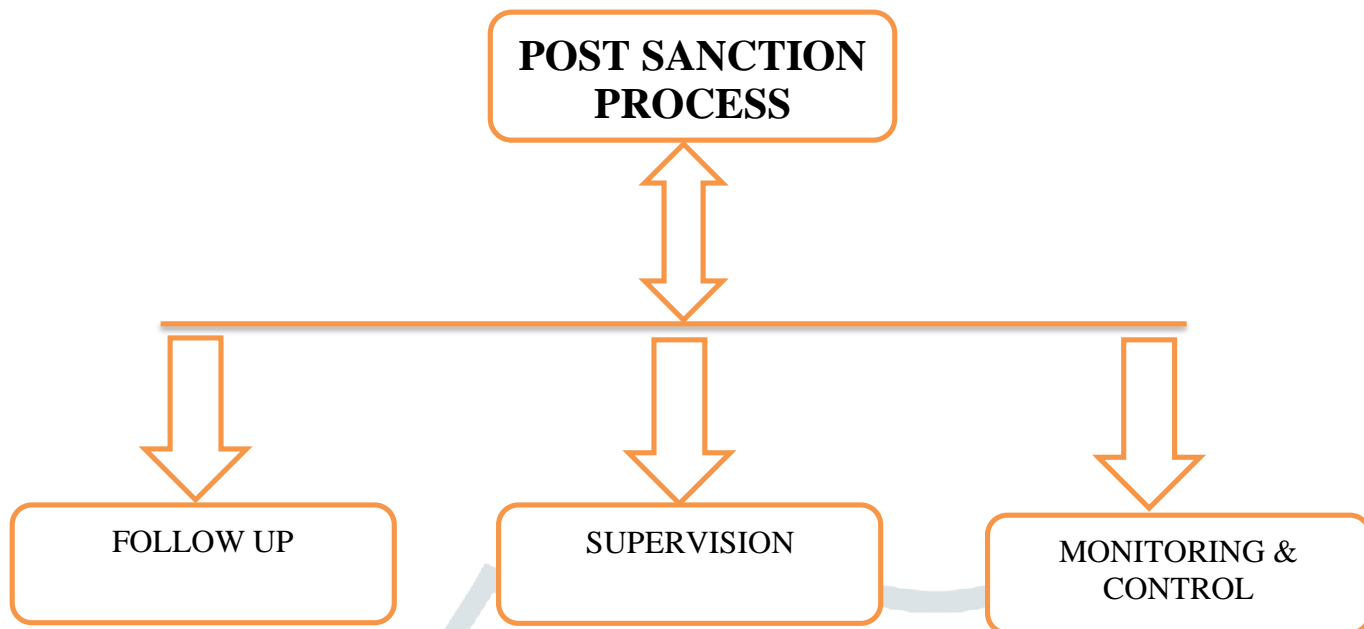 POST SANCTION
PROCESS
FOLLOW UP
SUPERVISION
MONITORING &
CONTROL